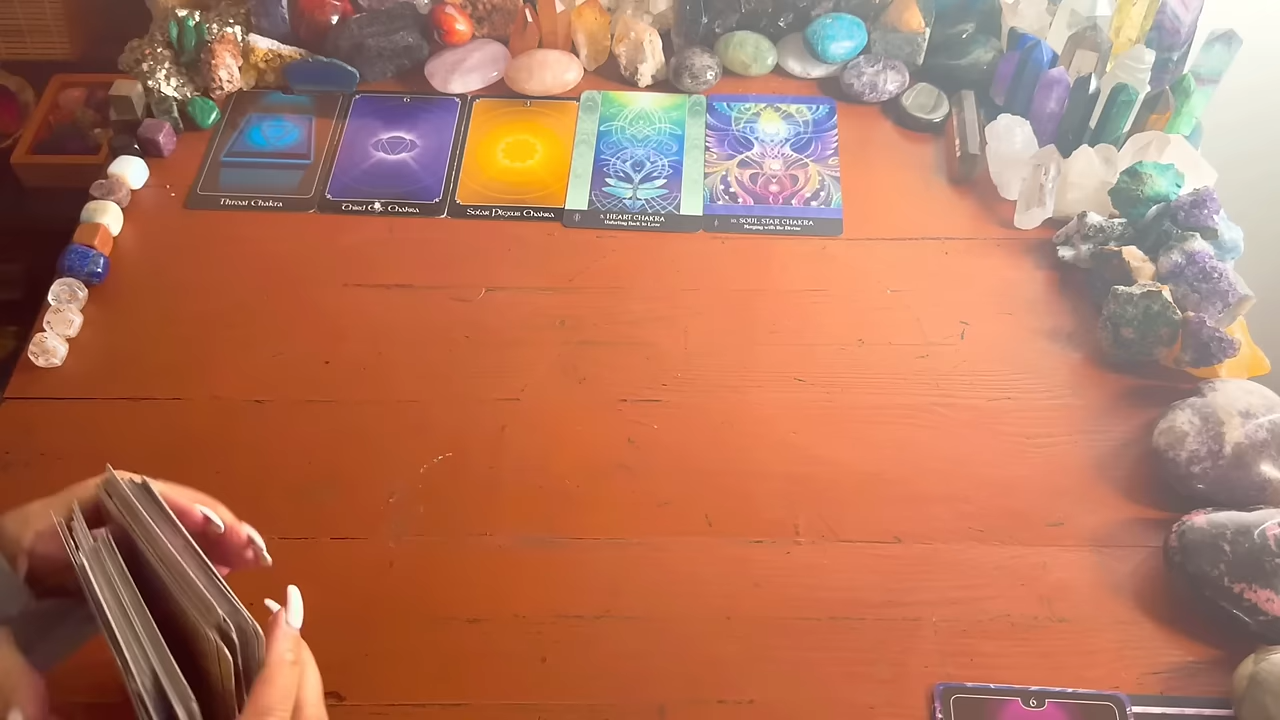 Throat Chakra
Third Eye Chakra
3
Solar Plexus Chakra
5. HEART CHAKRA
Unfurling Back to Love
10. SOUL STAR CHAKRA
Merging with the Divine
6